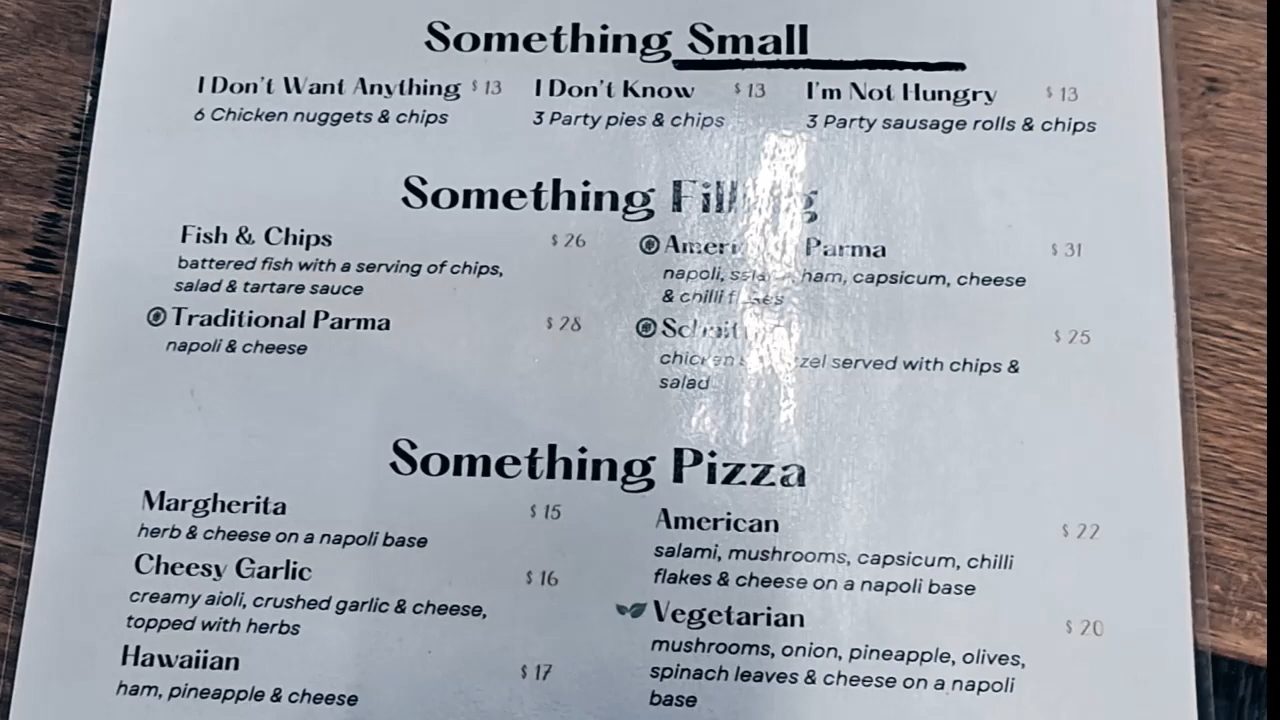 Something Small
I Don't Want Anything $ 13
6 Chicken nuggets & chips
I Don't Know $ 13
3 Party pies & chips
I'm Not Hungry $ 13
3 Party sausage rolls & chips
Something
Fish & Chips $ 26
battered fish with a serving of chips,
salad & tartare sauce
Traditional Parma $ 28
napoli & cheese
Parma $ 31
napoli, ham, capsicum, cheese
& chilli
$ 25
chicken served with chips &
salad
Something Pizza
Margherita $ 15
herb & cheese on a napoli base
Cheesy Garlic $ 16
creamy aioli, crushed garlic & cheese,
topped with herbs
Hawaiian $ 17
ham, pineapple & cheese
American $ 22
salami, mushrooms, capsicum, chilli
flakes & cheese on a napoli base
Vegetarian $ 20
mushrooms, onion, pineapple, olives,
spinach leaves & cheese on a napoli
base